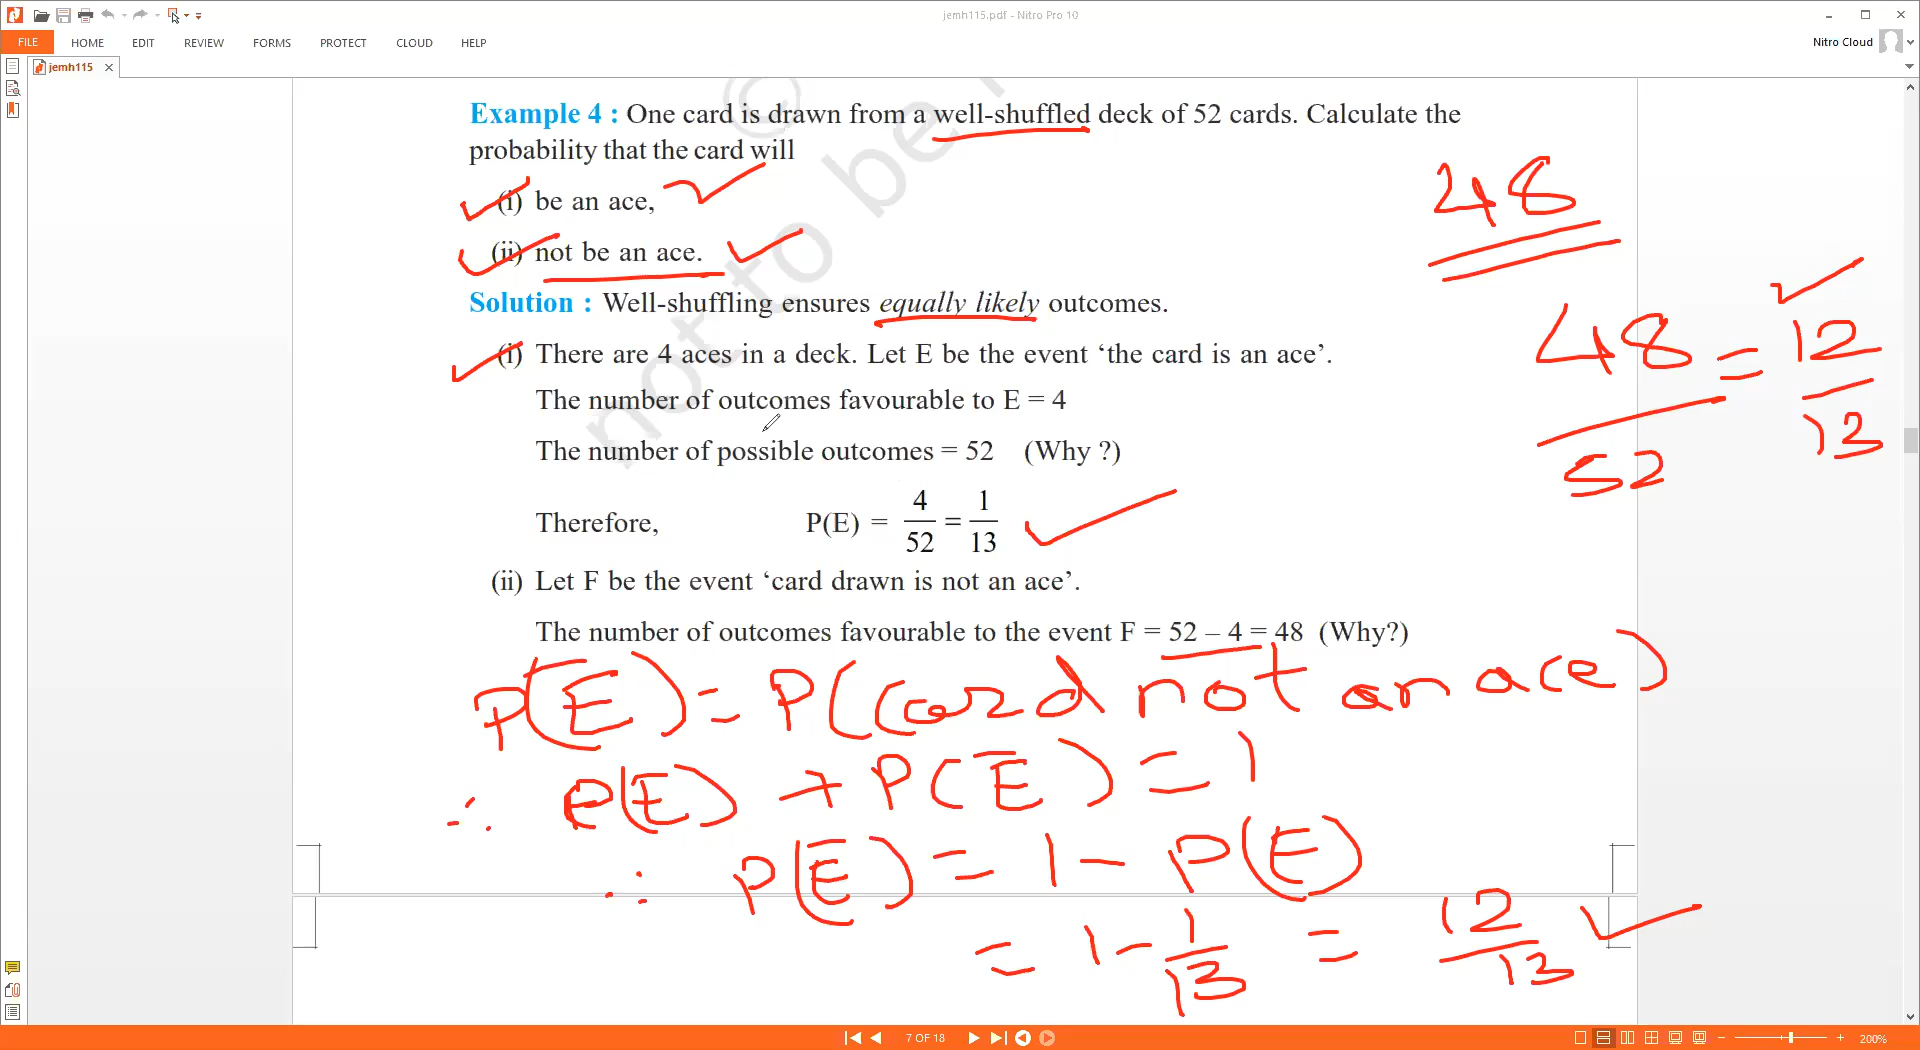 jemh115.pdf - Nitro Pro 10
FILE HOME EDIT REVIEW FORMS PROTECT CLOUD HELP
Nitro Cloud
jemh115
© not to be r
Example 4 : One card is drawn from a well-shuffled deck of 52 cards. Calculate the
probability that the card will
(i) be an ace,
(ii) not be an ace.
48
Solution : Well-shuffling ensures equally likely outcomes.
48/52 = 12/13
(i) There are 4 aces in a deck. Let E be the event ‘the card is an ace’.
The number of outcomes favourable to E = 4
The number of possible outcomes = 52 (Why ?)
Therefore, P(E) = 4/52 = 1/13
(ii) Let F be the event ‘card drawn is not an ace’.
The number of outcomes favourable to the event F = 52 – 4 = 48 (Why?)
P(E̅) = P(card not an ace)
∴ P(E) + P(E̅) = 1
∴ P(E̅) = 1 - P(E)
= 1 - 1/13 = 12/13
7 OF 18
200%